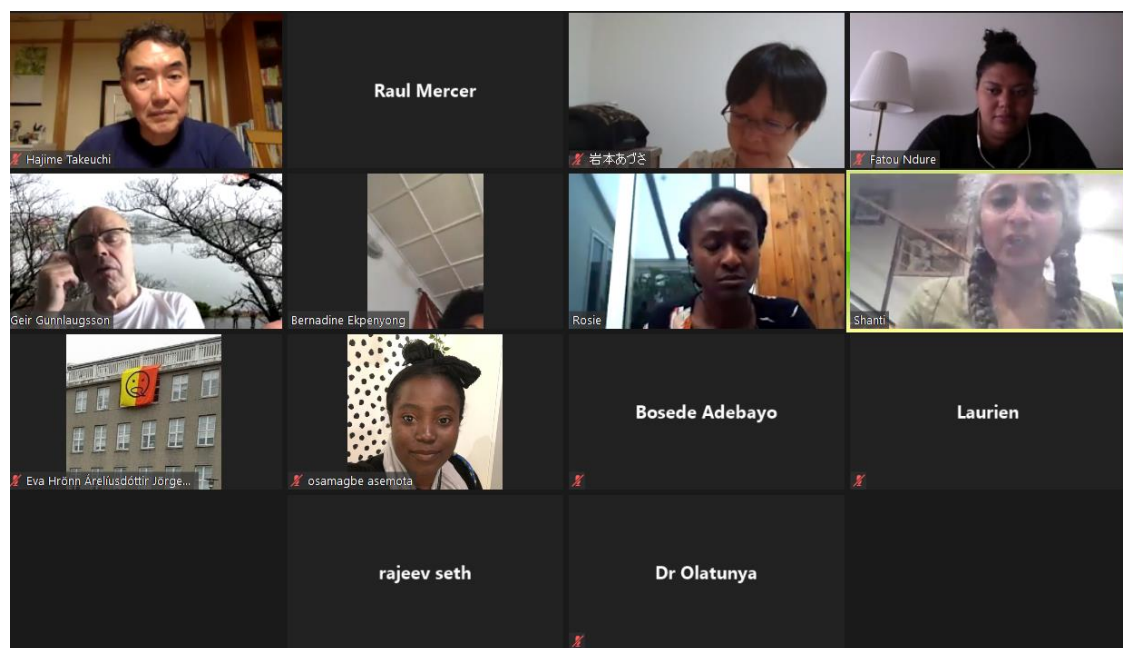 Hajime Takeuchi
Raul Mercer
岩本あづさ
Fatou Ndure
Geir Gunnlaugsson
Bernadine Ekpenyong
Rosie
Shanti
Eva Hrönn Árelíusdóttir Jörge...
osamagbe asemota
Bosede Adebayo
Laurien
rajeev seth
Dr Olatunya